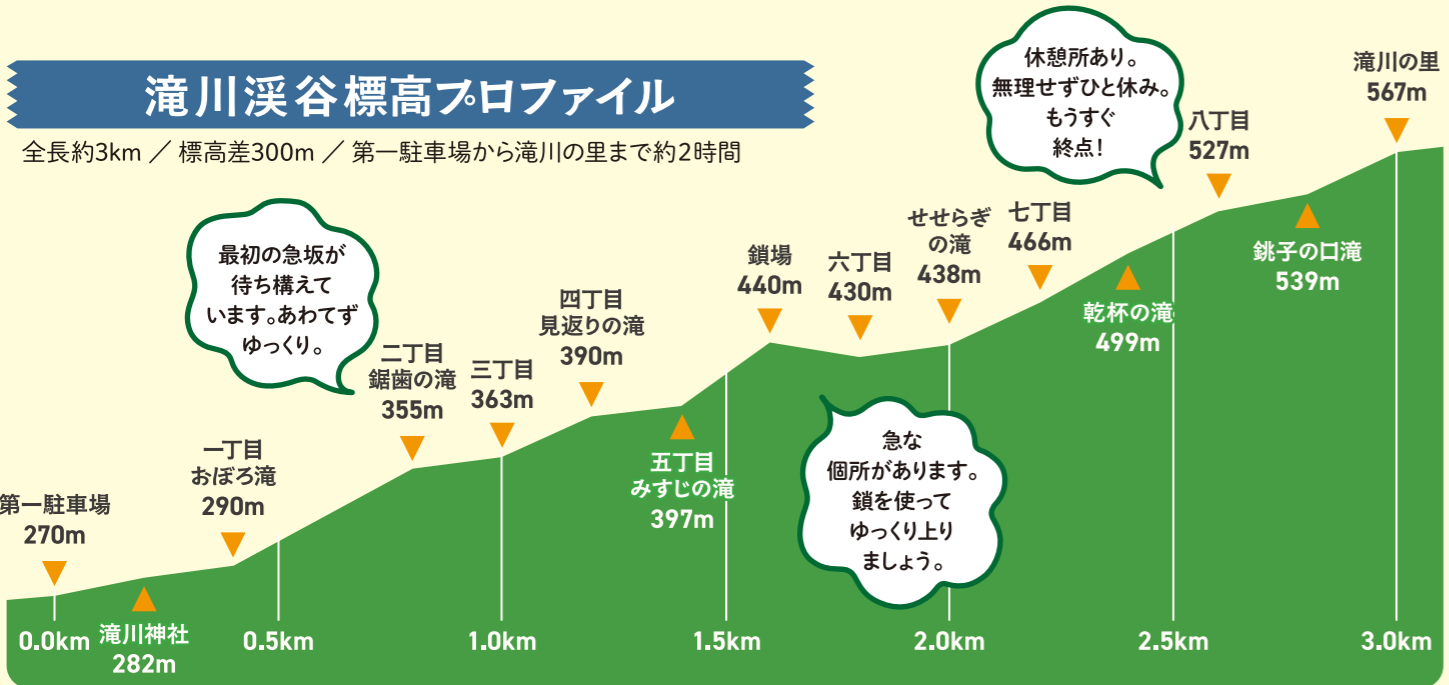 滝川渓谷標高プロファイル
全長約3km ／ 標高差300m ／ 第一駐車場から滝川の里まで約2時間
最初の急坂が
待ち構えて
います。あわてず
ゆっくり。
休憩所あり。
無理せずひと休み。
もうすぐ
終点！
急な
個所があります。
鎖を使って
ゆっくり上り
ましょう。
第一駐車場
270m
滝川神社
282m
一丁目
おぼろ滝
290m
二丁目
鋸歯の滝
355m
三丁目
363m
四丁目
見返りの滝
390m
五丁目
みすじの滝
397m
鎖場
440m
六丁目
430m
せせらぎ
の滝
438m
七丁目
466m
乾杯の滝
499m
八丁目
527m
銚子の口滝
539m
滝川の里
567m
0.0km
0.5km
1.0km
1.5km
2.0km
2.5km
3.0km